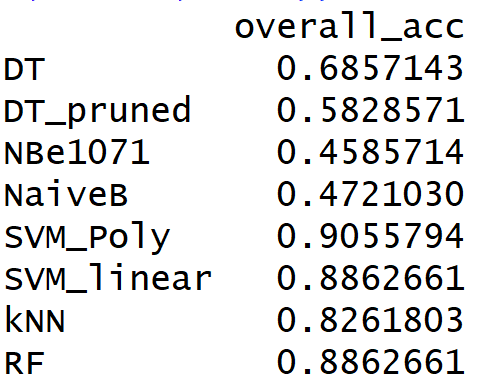 overall_acc
DT 0.6857143
DT_pruned 0.5828571
NBe1071 0.4585714
NaiveB 0.4721030
SVM_Poly 0.9055794
SVM_linear 0.8862661
kNN 0.8261803
RF 0.8862661